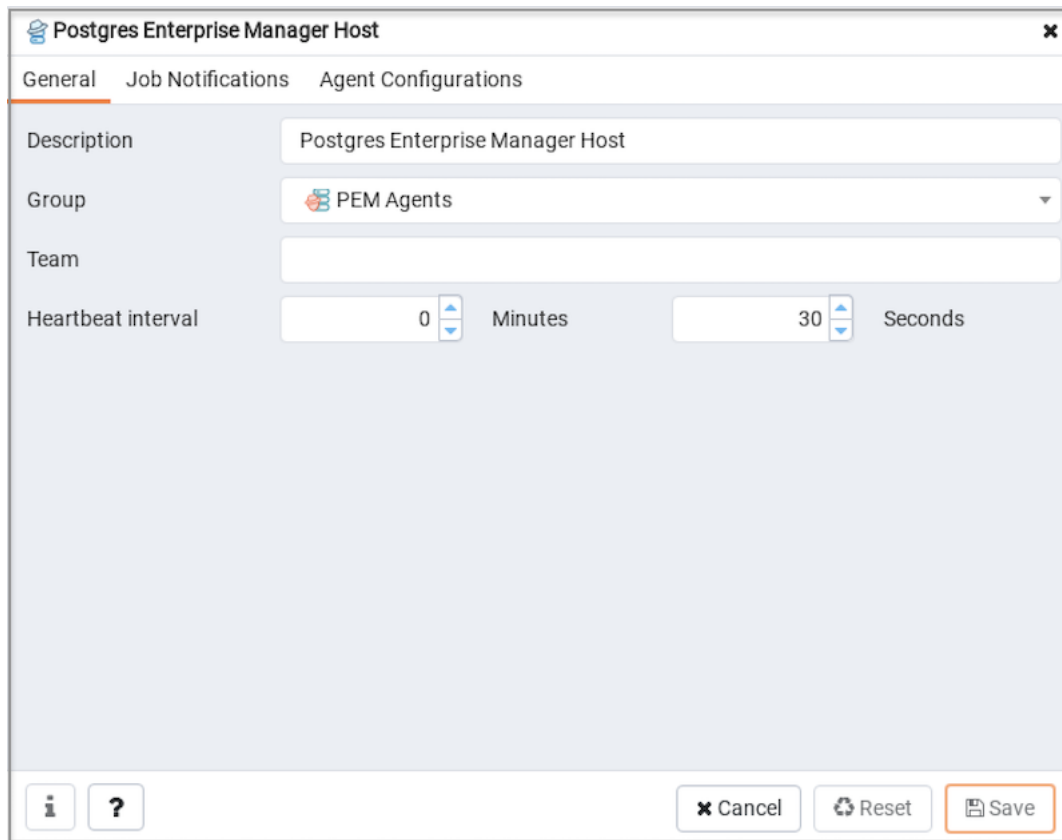 Postgres Enterprise Manager Host
General Job Notifications Agent Configurations
Description Postgres Enterprise Manager Host
Group PEM Agents
Team
Heartbeat interval 0 Minutes 30 Seconds
i ? Cancel Reset Save